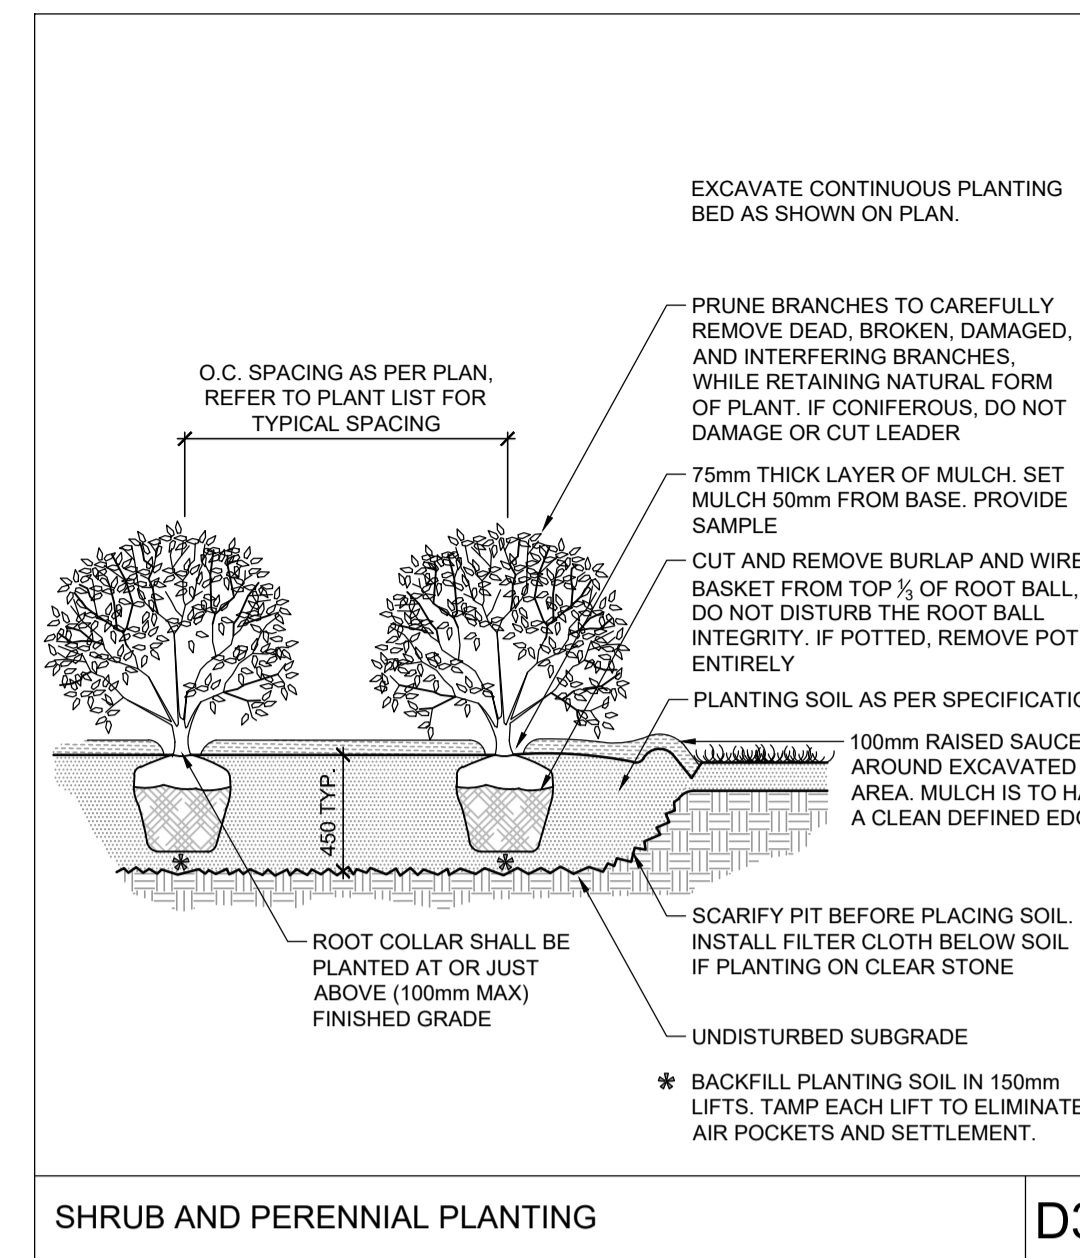 EXCAVATE CONTINUOUS PLANTING
BED AS SHOWN ON PLAN.
O.C. SPACING AS PER PLAN,
REFER TO PLANT LIST FOR
TYPICAL SPACING
PRUNE BRANCHES TO CAREFULLY
REMOVE DEAD, BROKEN, DAMAGED,
AND INTERFERING BRANCHES,
WHILE RETAINING NATURAL FORM
OF PLANT. IF CONIFEROUS, DO NOT
DAMAGE OR CUT LEADER
75mm THICK LAYER OF MULCH. SET
MULCH 50mm FROM BASE. PROVIDE
SAMPLE
CUT AND REMOVE BURLAP AND WIRE
BASKET FROM TOP ⅓ OF ROOT BALL,
DO NOT DISTURB THE ROOT BALL
INTEGRITY. IF POTTED, REMOVE POT
ENTIRELY
PLANTING SOIL AS PER
100mm RAISED
AROUND EXCAVATED
AREA. MULCH IS TO
A CLEAN DEFINED
450 TYP.
SCARIFY PIT BEFORE PLACING SOIL.
INSTALL FILTER CLOTH BELOW SOIL
IF PLANTING ON CLEAR STONE
ROOT COLLAR SHALL BE
PLANTED AT OR JUST
ABOVE (100mm MAX)
FINISHED GRADE
UNDISTURBED SUBGRADE
* BACKFILL PLANTING SOIL IN 150mm
LIFTS. TAMP EACH LIFT TO ELIMINATE
AIR POCKETS AND SETTLEMENT.
SHRUB AND PERENNIAL PLANTING